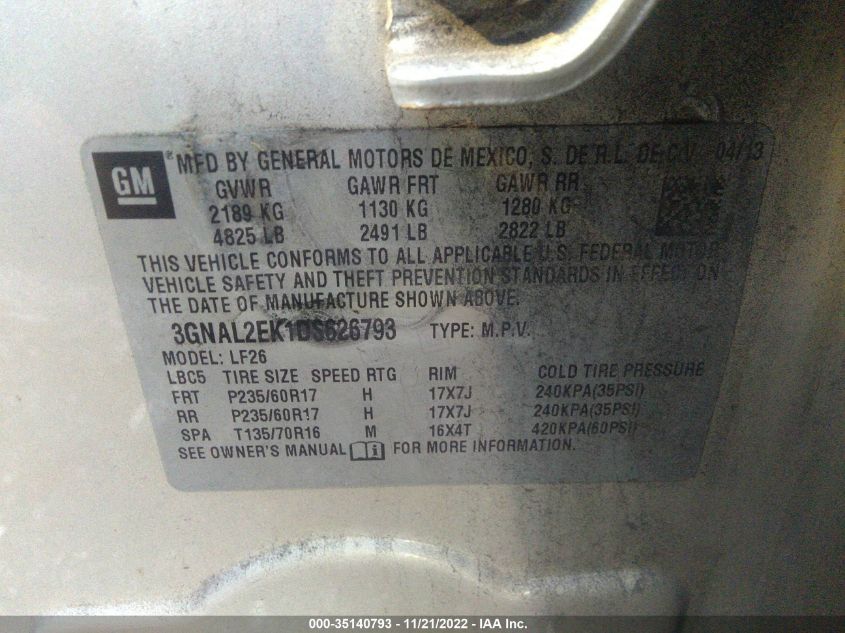 GM ® MFD BY GENERAL MOTORS DE MEXICO, S. DE R.L. DE C.V. 04/13
GVWR GAWR FRT GAWR RR
2189 KG 1130 KG 1280 KG
4825 LB 2491 LB 2822 LB
THIS VEHICLE CONFORMS TO ALL APPLICABLE U.S. FEDERAL MOTOR
VEHICLE SAFETY AND THEFT PREVENTION STANDARDS IN EFFECT ON
THE DATE OF MANUFACTURE SHOWN ABOVE.
3GNAL2EK1DS626793 TYPE: M.P.V.
MODEL: LF26
LBC5 TIRE SIZE SPEED RTG RIM COLD TIRE PRESSURE
FRT P235/60R17 H 17X7J 240KPA(35PSI)
RR P235/60R17 H 17X7J 240KPA(35PSI)
SPA T135/70R16 M 16X4T 420KPA(60PSI)
SEE OWNER'S MANUAL i FOR MORE INFORMATION.
000-35140793 — 11/21/2022 — IAA Inc.